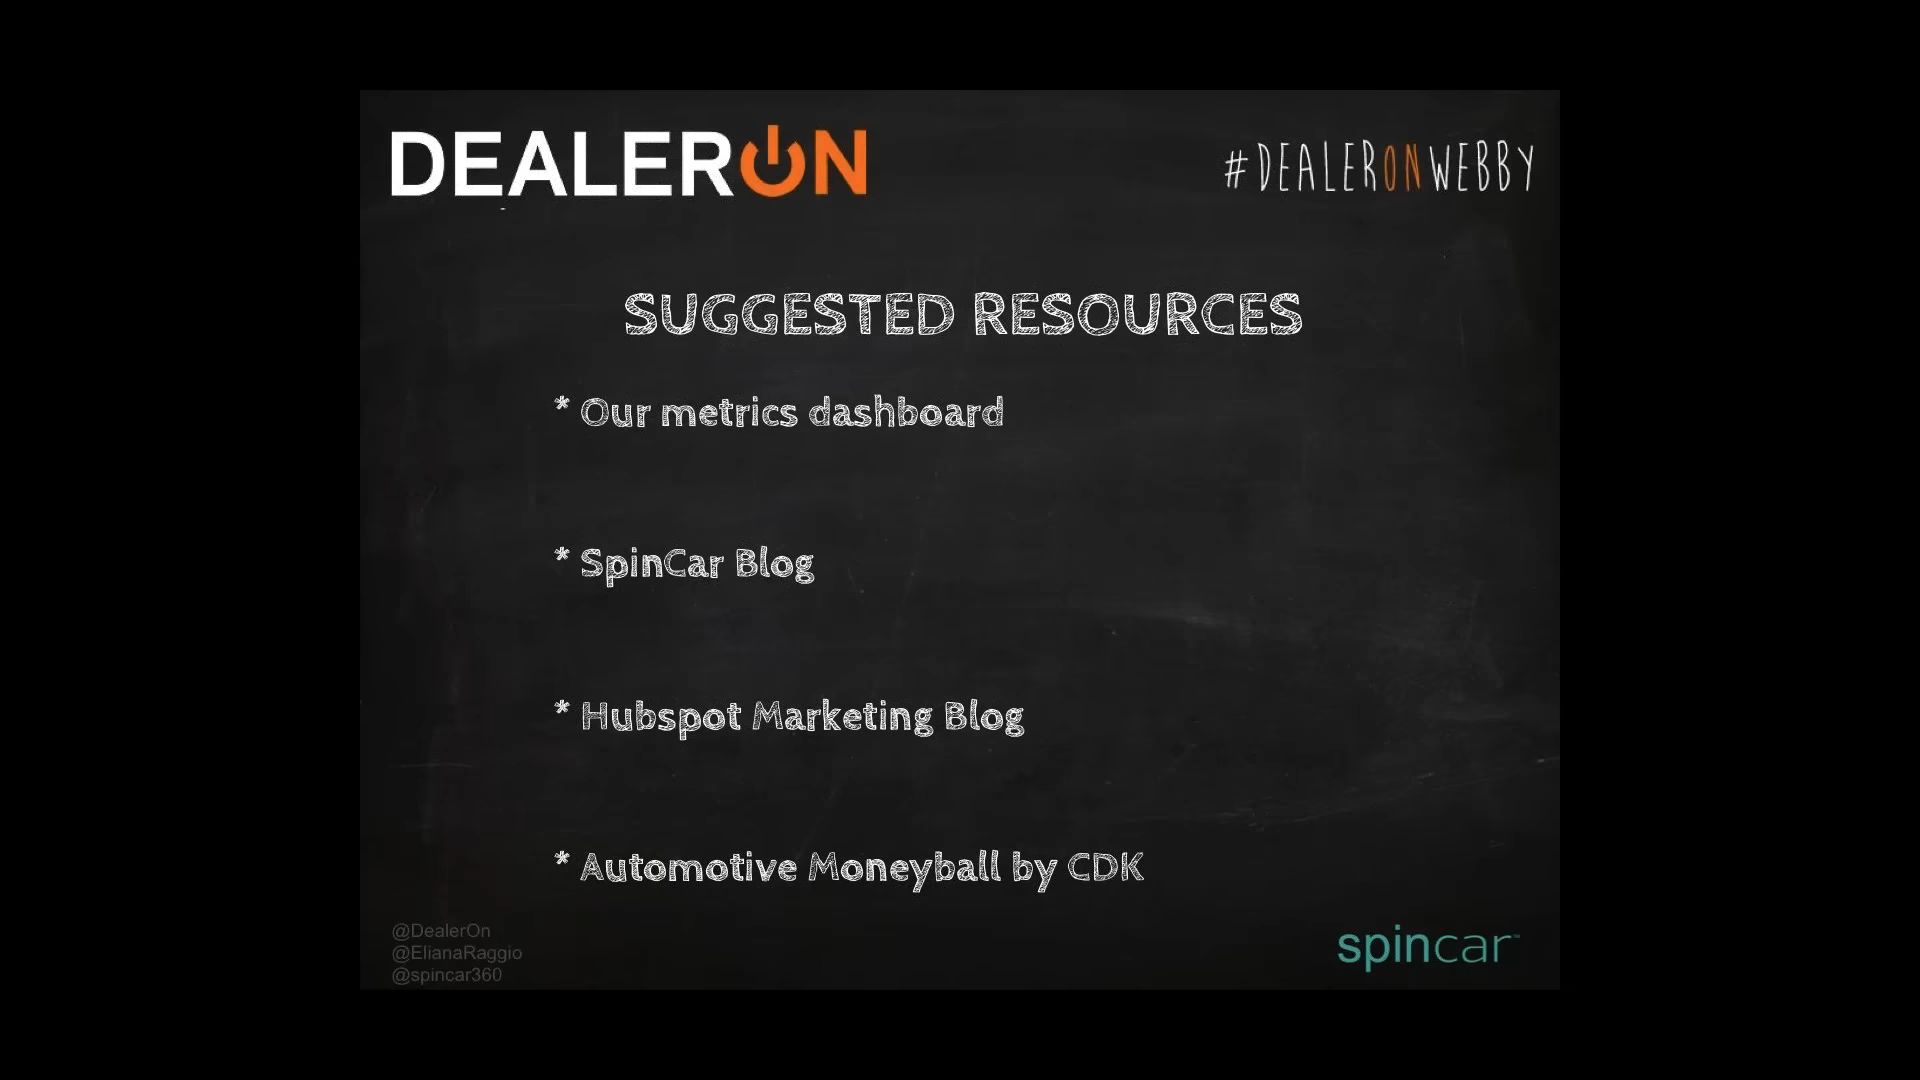 DEALERON
#DEALERONWEBBY
SUGGESTED RESOURCES
* Our metrics dashboard
* SpinCar Blog
* Hubspot Marketing Blog
* Automotive Moneyball by CDK
@DealerOn
@ElianaRaggio
@spincar360
spincar™